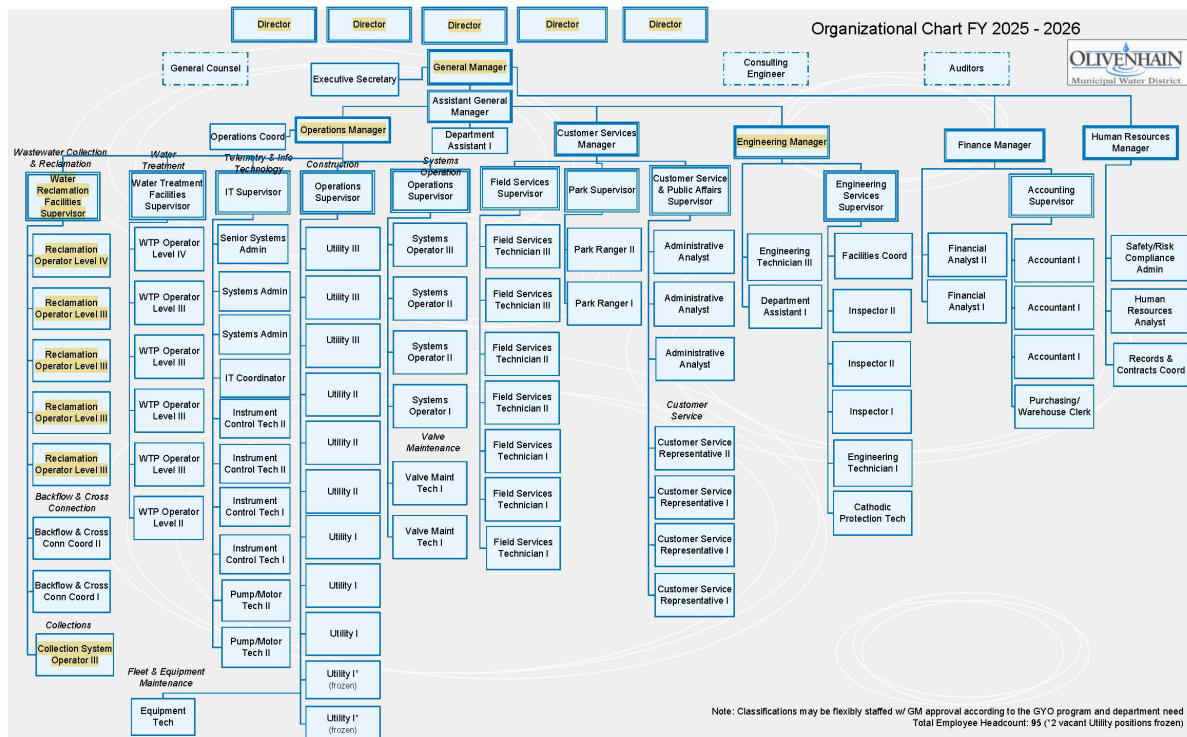 Director
Director
Director
Director
Director
Organizational Chart FY 2025 - 2026
OLIVENHAIN
Municipal Water District
General Counsel
Executive Secretary
General Manager
Consulting
Engineer
Auditors
Assistant General
Manager
Operations Coord
Operations Manager
Department
Assistant I
Customer Services
Manager
Engineering Manager
Finance Manager
Human Resources
Manager
Wastewater Collection
& Reclamation
Water
Reclamation
Facilities
Supervisor
Reclamation
Operator Level IV
Reclamation
Operator Level III
Reclamation
Operator Level III
Reclamation
Operator Level III
Reclamation
Operator Level III
Backflow & Cross
Connection
Backflow & Cross
Conn Coord II
Backflow & Cross
Conn Coord I
Collections
Collection System
Operator III
Water
Treatment
Water Treatment
Facilities
Supervisor
WTP Operator
Level IV
WTP Operator
Level III
WTP Operator
Level III
WTP Operator
Level III
WTP Operator
Level III
WTP Operator
Level II
Fleet & Equipment
Maintenance
Equipment
Tech
Telemetry & Info
Technology
IT Supervisor
Senior Systems
Admin
Systems Admin
Systems Admin
IT Coordinator
Instrument
Control Tech II
Instrument
Control Tech II
Instrument
Control Tech I
Instrument
Control Tech I
Pump/Motor
Tech II
Pump/Motor
Tech II
Construction
Operations
Supervisor
Utility III
Utility III
Utility III
Utility II
Utility II
Utility II
Utility I
Utility I
Utility I
Utility I*
(frozen)
Utility I*
(frozen)
Systems
Operation
Operations
Supervisor
Systems
Operator III
Systems
Operator II
Systems
Operator II
Systems
Operator I
Valve
Maintenance
Valve Maint
Tech I
Valve Maint
Tech I
Field Services
Supervisor
Field Services
Technician III
Field Services
Technician III
Field Services
Technician II
Field Services
Technician II
Field Services
Technician I
Field Services
Technician I
Field Services
Technician I
Park Supervisor
Park Ranger II
Park Ranger I
Customer Service
& Public Affairs
Supervisor
Administrative
Analyst
Administrative
Analyst
Administrative
Analyst
Customer
Service
Customer Service
Representative II
Customer Service
Representative I
Customer Service
Representative I
Customer Service
Representative I
Engineering
Technician III
Department
Assistant I
Engineering
Services
Supervisor
Facilities Coord
Inspector II
Inspector II
Inspector I
Engineering
Technician I
Cathodic
Protection Tech
Financial
Analyst II
Financial
Analyst I
Accounting
Supervisor
Accountant I
Accountant I
Accountant I
Purchasing/
Warehouse Clerk
Safety/Risk
Compliance
Admin
Human
Resources
Analyst
Records &
Contracts Coord
Note: Classifications may be flexibly staffed w/ GM approval according to the GYO program and department need
Total Employee Headcount: 95 (*2 vacant Utility positions frozen)